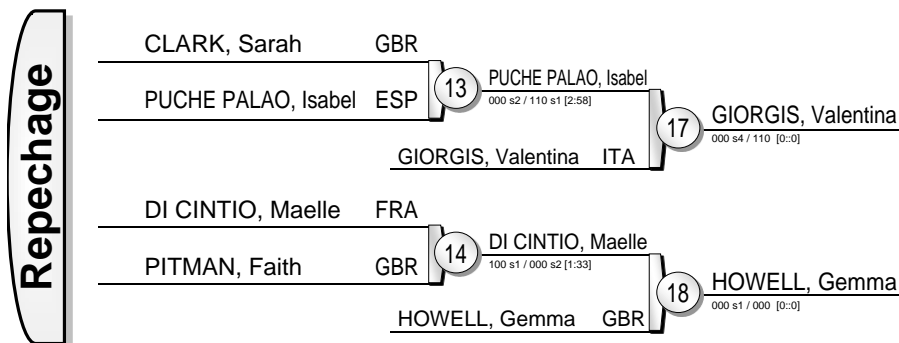 Repechage
CLARK, Sarah GBR
PUCHE PALAO, Isabel ESP
13
PUCHE PALAO, Isabel
000 s2 / 110 s1 [2:58]
GIORGIS, Valentina ITA
17
GIORGIS, Valentina
000 s4 / 110 [0::0]
DI CINTIO, Maelle FRA
PITMAN, Faith GBR
14
DI CINTIO, Maelle
100 s1 / 000 s2 [1:33]
HOWELL, Gemma GBR
18
HOWELL, Gemma
000 s1 / 000 [0::0]